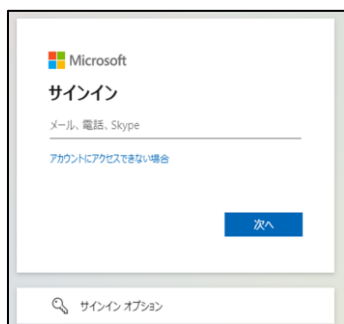 Microsoft
サインイン
メール、電話、Skype
アカウントにアクセスできない場合
次へ
サインイン オプション